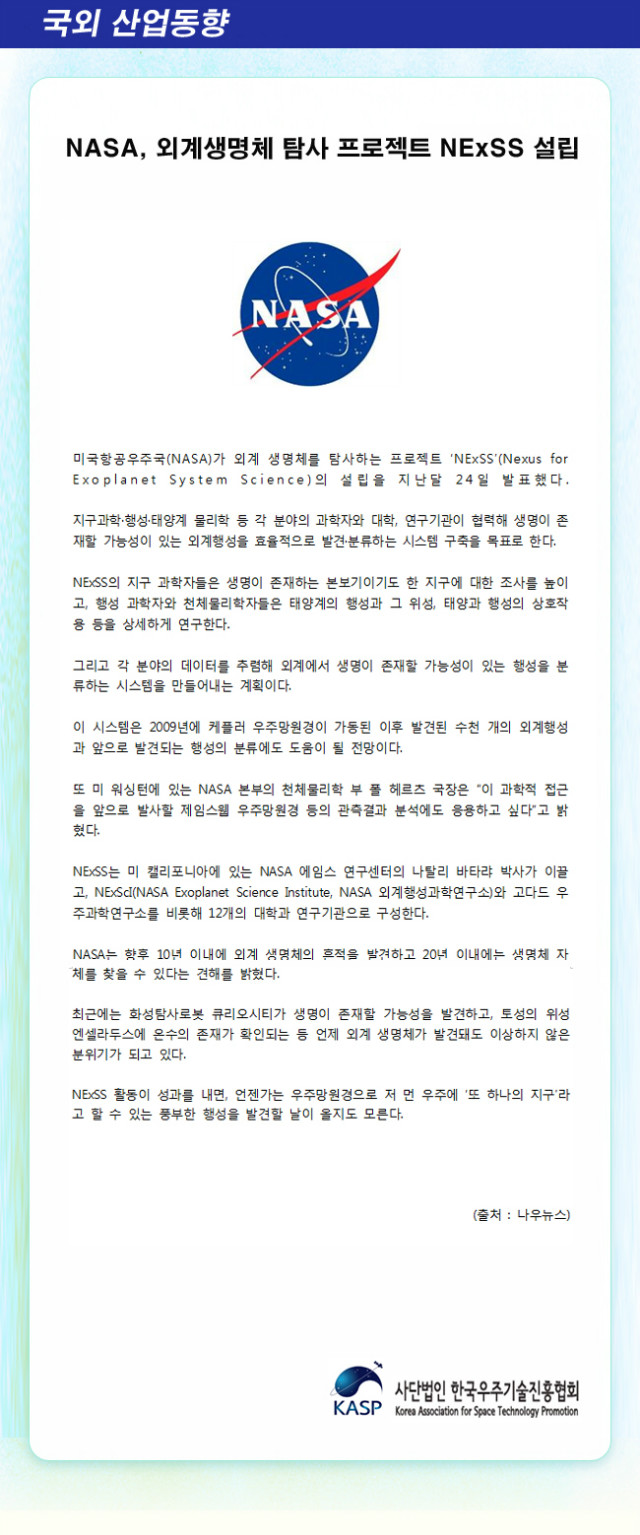 국외 산업동향
NASA, 외계생명체 탐사 프로젝트 NExSS 설립
NASA
미국항공우주국(NASA)가 외계 생명체를 탐사하는 프로젝트 'NExSS'(Nexus for
Exoplanet System Science)의 설립을 지난달 24일 발표했다.
지구과학·행성·태양계 물리학 등 각 분야의 과학자와 대학, 연구기관이 협력해 생명이 존
재할 가능성이 있는 외계행성을 효율적으로 발견·분류하는 시스템 구축을 목표로 한다.
NExSS의 지구 과학자들은 생명이 존재하는 본보기이기도 한 지구에 대한 조사를 높이
고, 행성 과학자와 천체물리학자들은 태양계의 행성과 그 위성, 태양과 행성의 상호작
용 등을 상세하게 연구한다.
그리고 각 분야의 데이터를 추렴해 외계에서 생명이 존재할 가능성이 있는 행성을 분
류하는 시스템을 만들어내는 계획이다.
이 시스템은 2009년에 케플러 우주망원경이 가동된 이후 발견된 수천 개의 외계행성
과 앞으로 발견되는 행성의 분류에도 도움이 될 전망이다.
또 미 워싱턴에 있는 NASA 본부의 천체물리학 부 폴 헤르츠 국장은 "이 과학적 접근
을 앞으로 발사할 제임스웹 우주망원경 등의 관측결과 분석에도 응용하고 싶다"고 밝
혔다.
NExSS는 미 캘리포니아에 있는 NASA 에임스 연구센터의 나탈리 바타랴 박사가 이끌
고, NExScI(NASA Exoplanet Science Institute, NASA 외계행성과학연구소)와 고다드 우
주과학연구소를 비롯해 12개의 대학과 연구기관으로 구성한다.
NASA는 향후 10년 이내에 외계 생명체의 흔적을 발견하고 20년 이내에는 생명체 자
체를 찾을 수 있다는 견해를 밝혔다.
최근에는 화성탐사로봇 큐리오시티가 생명이 존재할 가능성을 발견하고, 토성의 위성
엔셀라두스에 온수의 존재가 확인되는 등 언제 외계 생명체가 발견돼도 이상하지 않은
분위기가 되고 있다.
NExSS 활동이 성과를 내면, 언젠가는 우주망원경으로 저 먼 우주에 '또 하나의 지구'라
고 할 수 있는 풍부한 행성을 발견할 날이 올지도 모른다.
(출처 : 나우뉴스)
KASP
사단법인 한국우주기술진흥협회
Korea Association for Space Technology Promotion